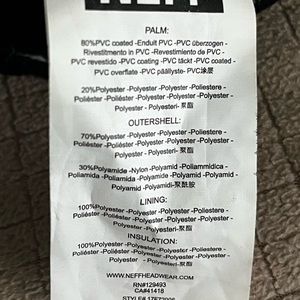 NEFF
PALM:
80%PVC coated -Enduit PVC -PVC überzogen -
Rivestitmento in PVC -Revestimiento de PVC -
PVC revestido -PVC coating -PVC täckt -PVC coatet -
PVC overflate -PVC päällyste- PVC涂层
20%Polyester -Polyester -Polyester -Poliestere -
Poliéster -Poliéster -Polyester -Polyester -Polyester -
Polyester -Polyesteri- 聚酯
OUTERSHELL:
70%Polyester -Polyester -Polyester -Poliestere -
Poliéster -Poliéster -Polyester -Polyester -Polyester -
Polyester -Polyesteri- 聚酯
30%Polyamide -Nylon -Polyamid -Poliammidica -
Poliamida -Poliamida -Polyamide -Polyamid -Polyamid -
Polyamid -Polyamidi-聚酰胺
LINING:
100%Polyester -Polyester -Polyester -Poliestere -
Poliéster -Poliéster -Polyester -Polyester -Polyester -
Polyester -Polyesteri- 聚酯
INSULATION:
100%Polyester -Polyester -Polyester -Poliestere -
Poliéster -Poliéster -Polyester -Polyester -Polyester -
Polyester -Polyesteri- 聚酯
WWW.NEFFHEADWEAR.COM
RN#129493
CA#41418